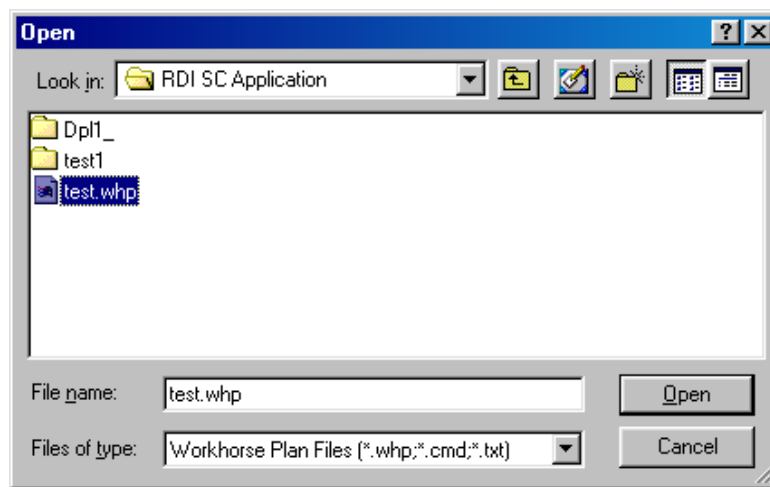 Open
Look in: RDI SC Application
Dpl1_
test1
test.whp
File name: test.whp Open
Files of type: Workhorse Plan Files (*.whp;*.cmd;*.txt) Cancel